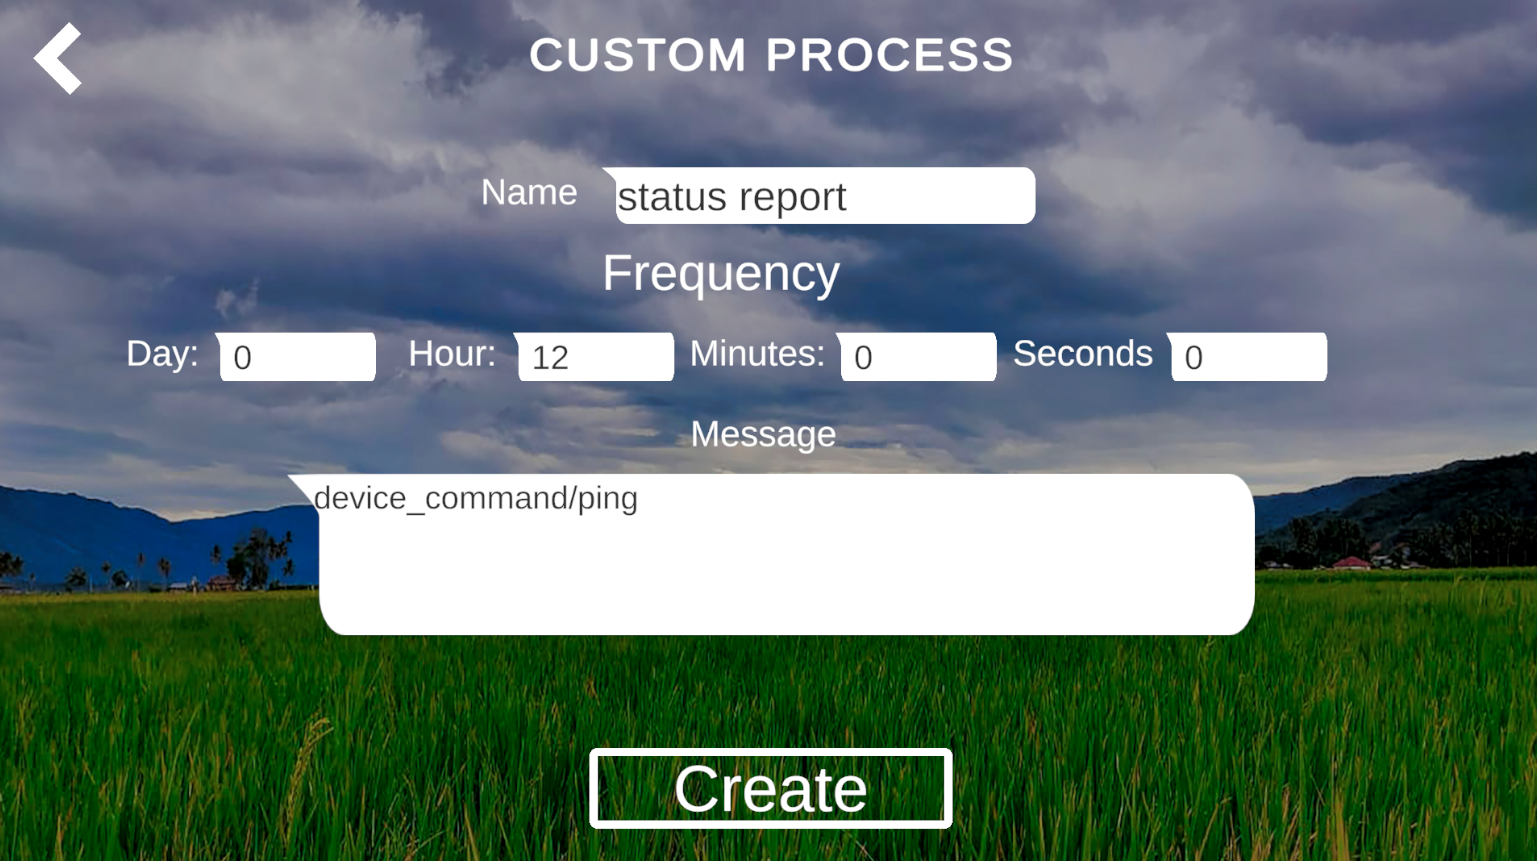 CUSTOM PROCESS
Name status report
Frequency
Day: 0 Hour: 12 Minutes: 0 Seconds 0
Message
device_command/ping
Create